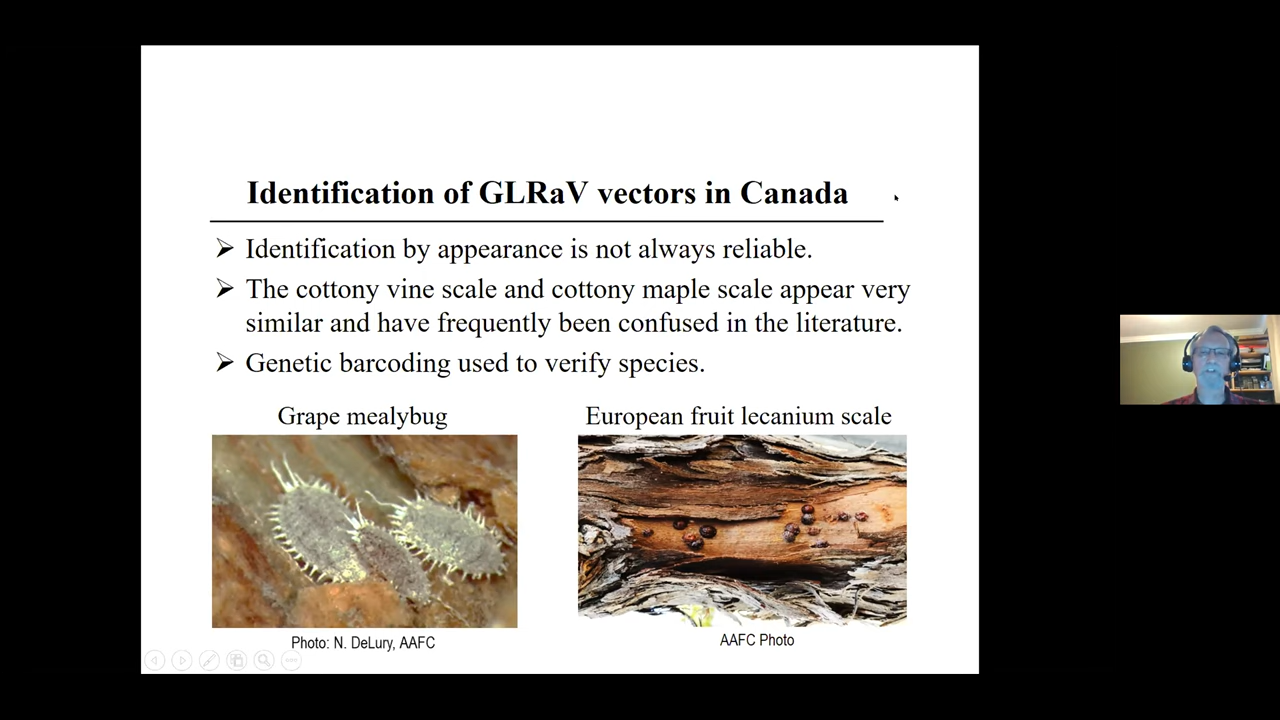 Identification of GLRaV vectors in Canada
➢ Identification by appearance is not always reliable.
➢ The cottony vine scale and cottony maple scale appear very
similar and have frequently been confused in the literature.
➢ Genetic barcoding used to verify species.
Grape mealybug
European fruit lecanium scale
Photo: N. DeLury, AAFC
AAFC Photo